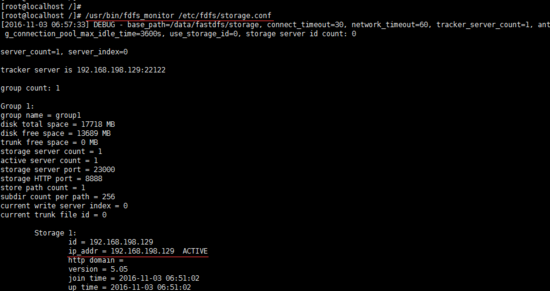 [root@localhost /]#
[root@localhost /]# /usr/bin/fdfs_monitor /etc/fdfs/storage.conf
[2016-11-03 06:57:33] DEBUG - base_path=/data/fastdfs/storage, connect_timeout=30, network_timeout=60, tracker_server_count=1, ant
g_connection_pool_max_idle_time=3600s, use_storage_id=0, storage server id count: 0
server_count=1, server_index=0
tracker server is 192.168.198.129:22122
group count: 1
Group 1:
group name = group1
disk total space = 17718 MB
disk free space = 13689 MB
trunk free space = 0 MB
storage server count = 1
active server count = 1
storage server port = 23000
storage HTTP port = 8888
store path count = 1
subdir count per path = 256
current write server index = 0
current trunk file id = 0
Storage 1:
id = 192.168.198.129
ip_addr = 192.168.198.129 ACTIVE
http domain =
version = 5.05
join time = 2016-11-03 06:51:02
up time = 2016-11-03 06:51:02